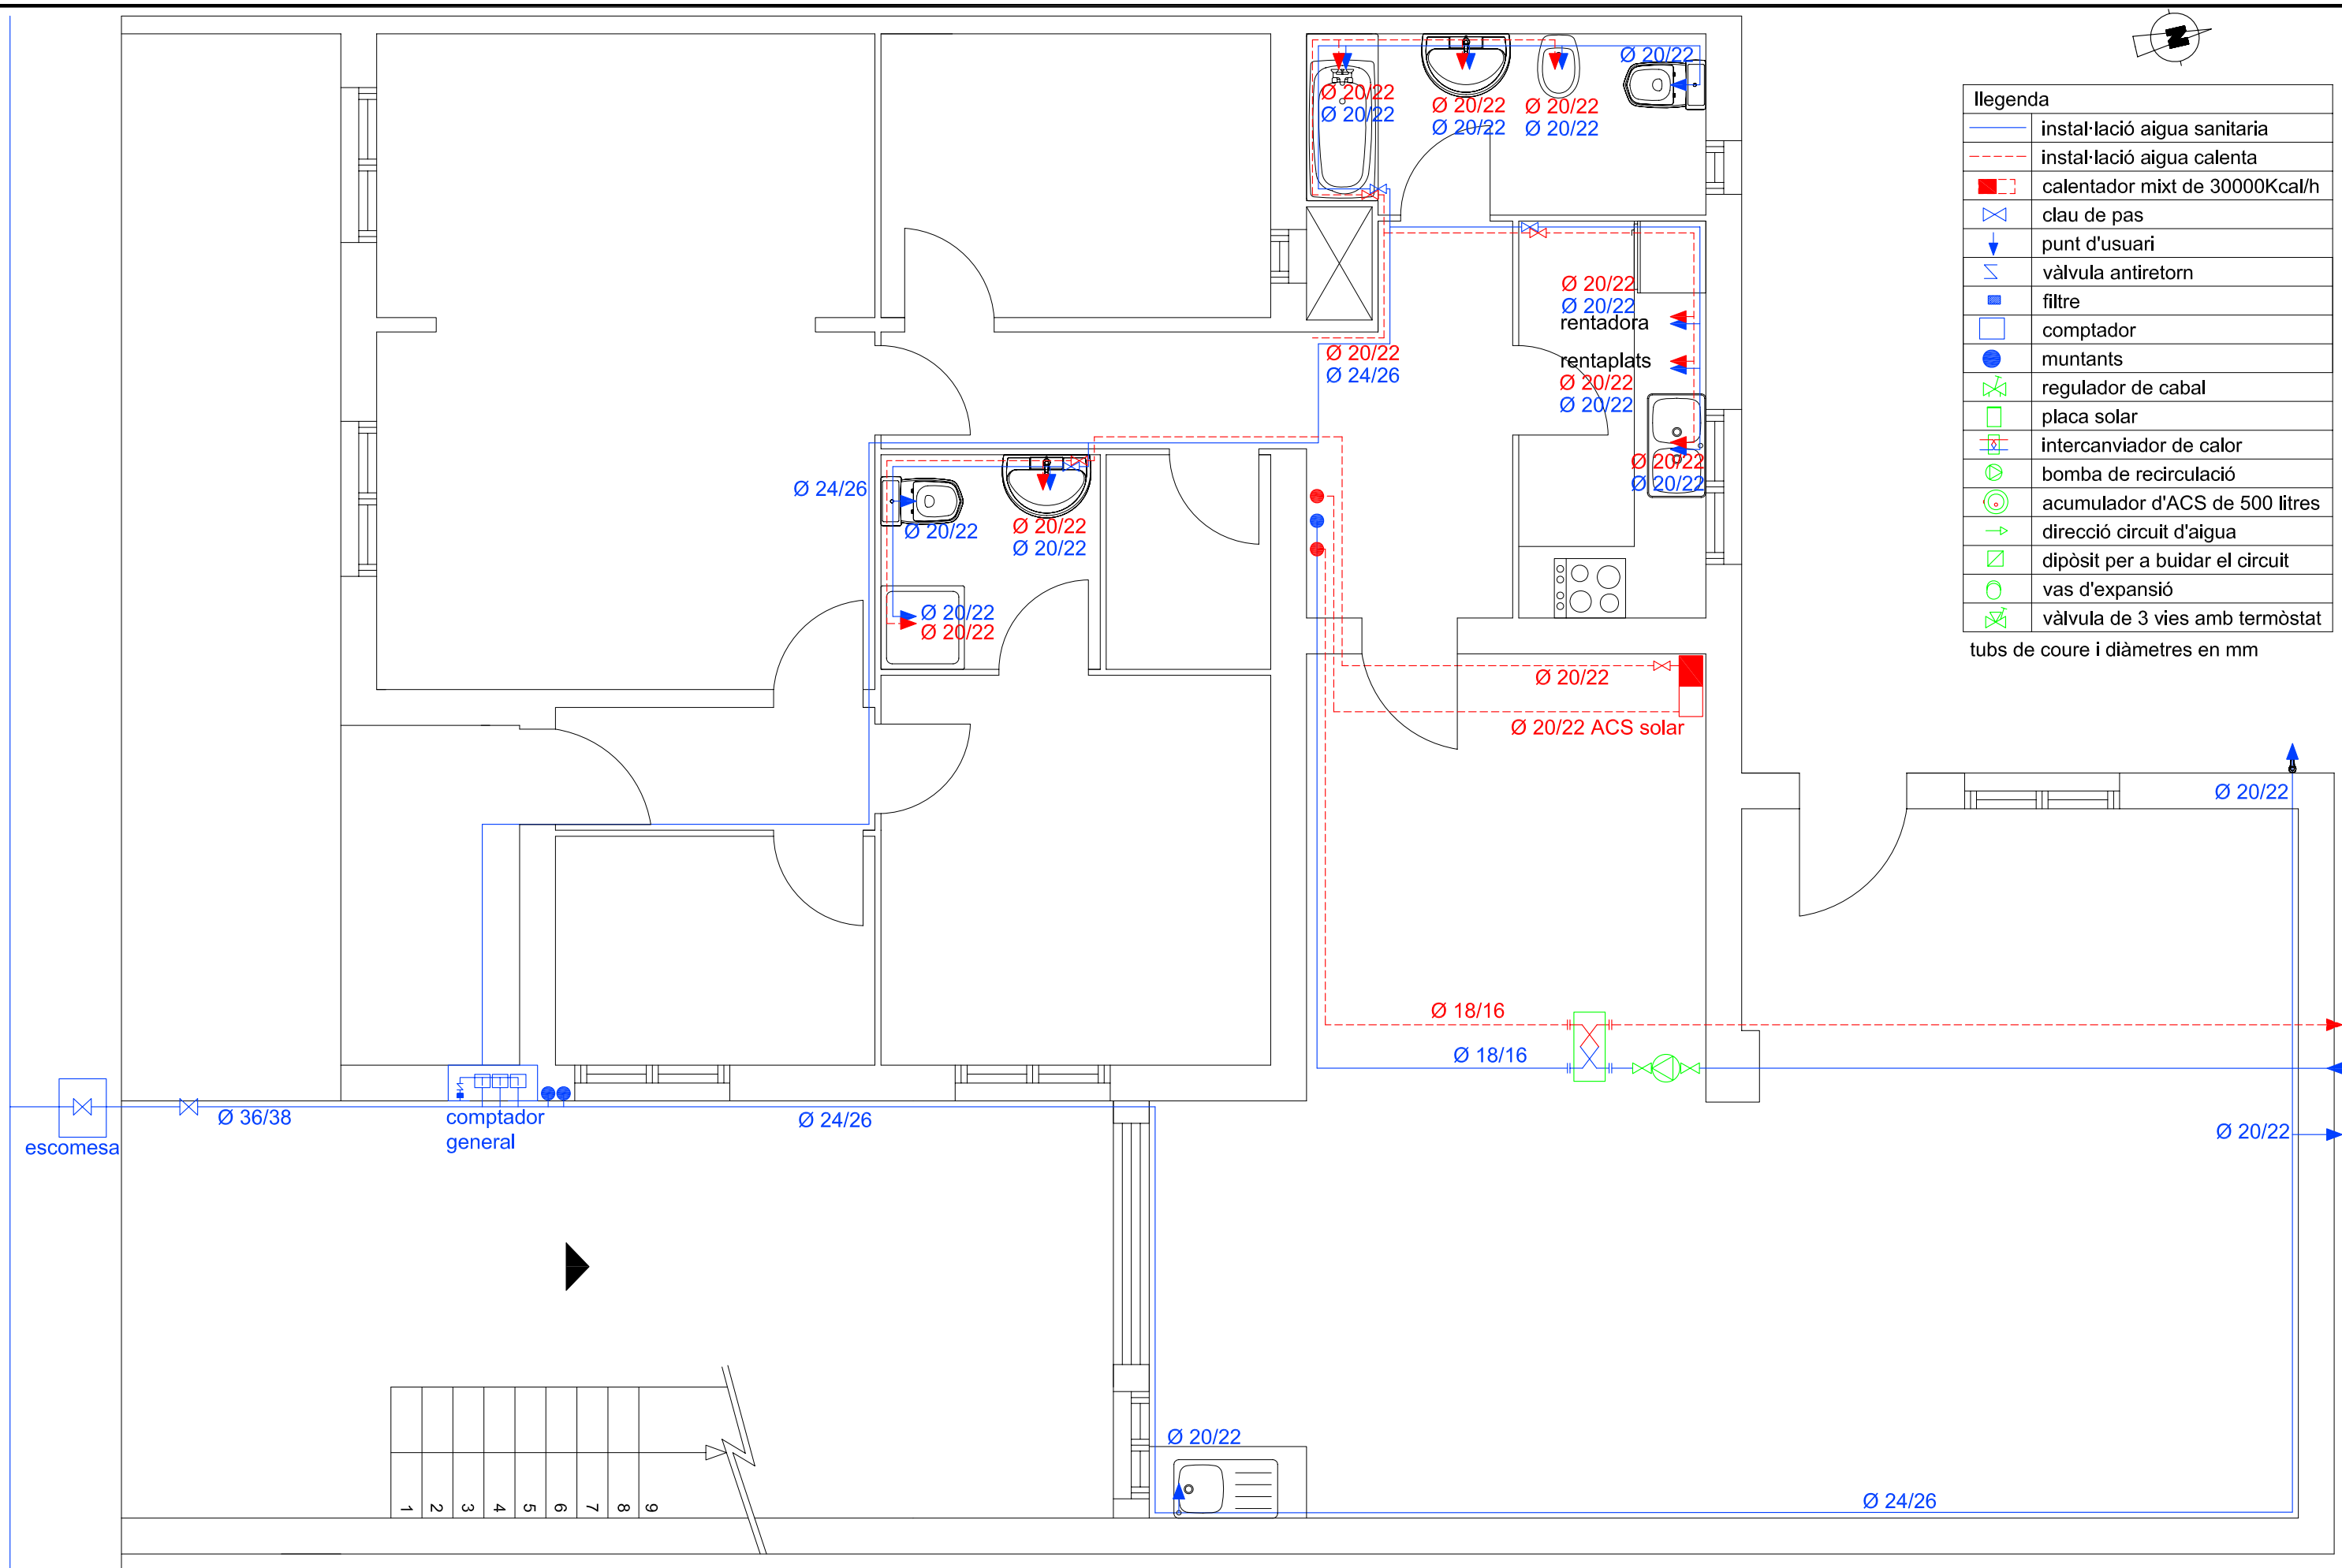 N
llegenda
instal·lació aigua sanitaria
instal·lació aigua calenta
calentador mixt de 30000Kcal/h
clau de pas
punt d'usuari
vàlvula antiretorn
filtre
comptador
muntants
regulador de cabal
placa solar
intercanviador de calor
bomba de recirculació
acumulador d'ACS de 500 litres
direcció circuit d'aigua
dipòsit per a buidar el circuit
vas d'expansió
vàlvula de 3 vies amb termòstat
tubs de coure i diàmetres en mm
Ø 20/22
Ø 20/22
Ø 20/22
Ø 20/22
Ø 20/22
Ø 20/22
Ø 20/22
Ø 20/22
Ø 20/22
rentadora
rentaplats
Ø 20/22
Ø 20/22
Ø 20/22
Ø 24/26
Ø 20/22
Ø 20/22
Ø 24/26
Ø 20/22
Ø 20/22
Ø 20/22
Ø 20/22
Ø 20/22
Ø 20/22
Ø 20/22 ACS solar
Ø 20/22
Ø 18/16
Ø 18/16
Ø 36/38
escomesa
comptador
general
Ø 24/26
Ø 20/22
Ø 20/22
Ø 24/26
1 2 3 4 5 6 7 8 9